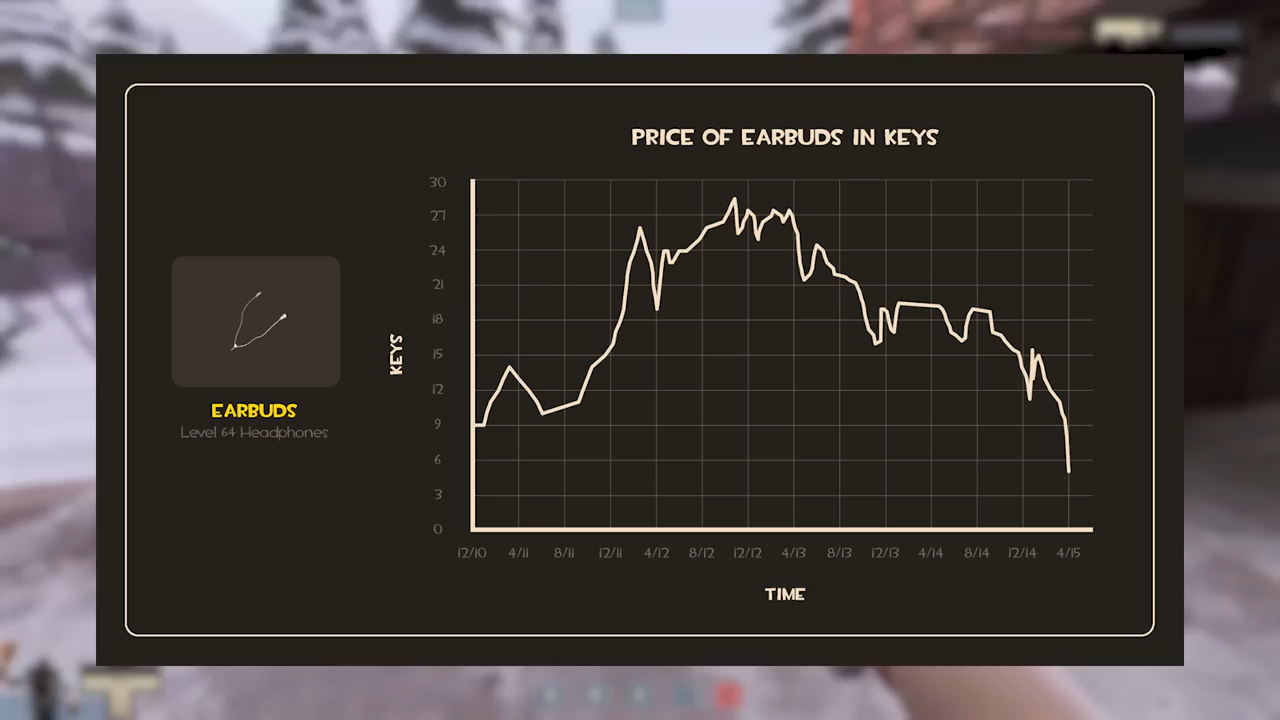 PRICE OF EARBUDS IN KEYS
30
27
24
21
18
15
12
9
6
3
0
KEYS
EARBUDS
Level 64 Headphones
12/10 4/11 8/11 12/11 4/12 8/12 12/12 4/13 8/13 12/13 4/14 8/14 12/14 4/15
TIME